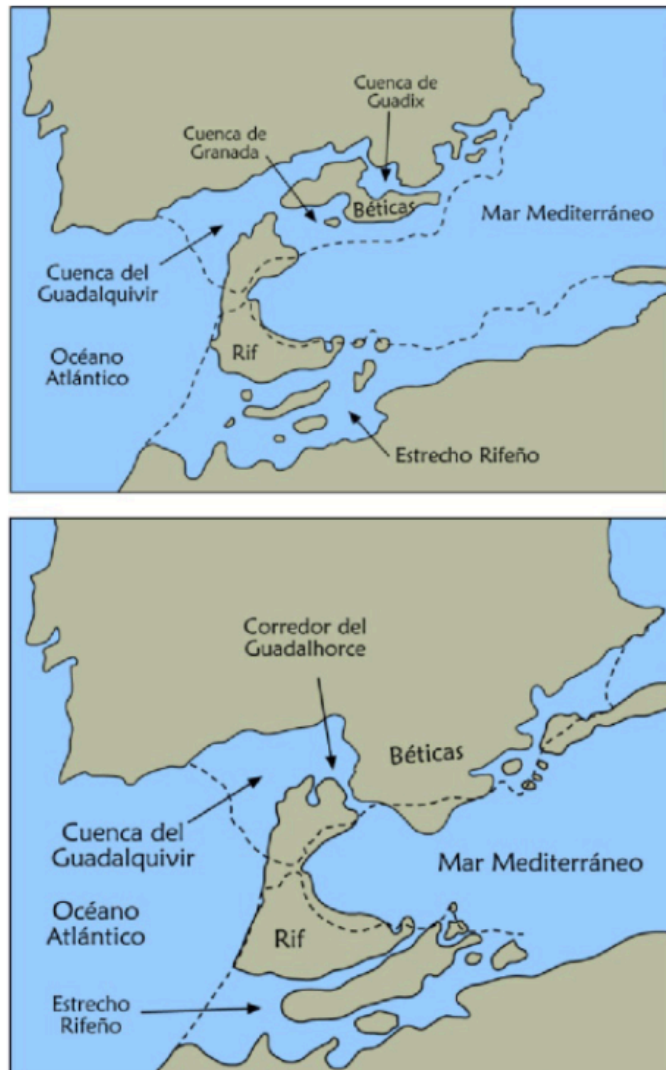 Cuenca de
Guadix
Cuenca de
Granada
Béticas
Mar Mediterráneo
Cuenca del
Guadalquivir
Océano
Atlántico
Rif
Estrecho Rifeño
Corredor del
Guadalhorce
Béticas
Cuenca del
Guadalquivir
Mar Mediterráneo
Océano
Atlántico
Rif
Estrecho
Rifeño